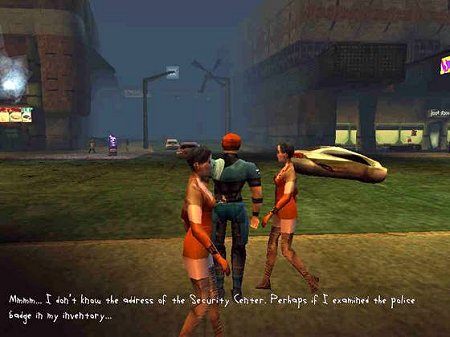 Mmmm... I don't know the address of the Security Center. Perhaps if I examined the police
badge in my inventory...